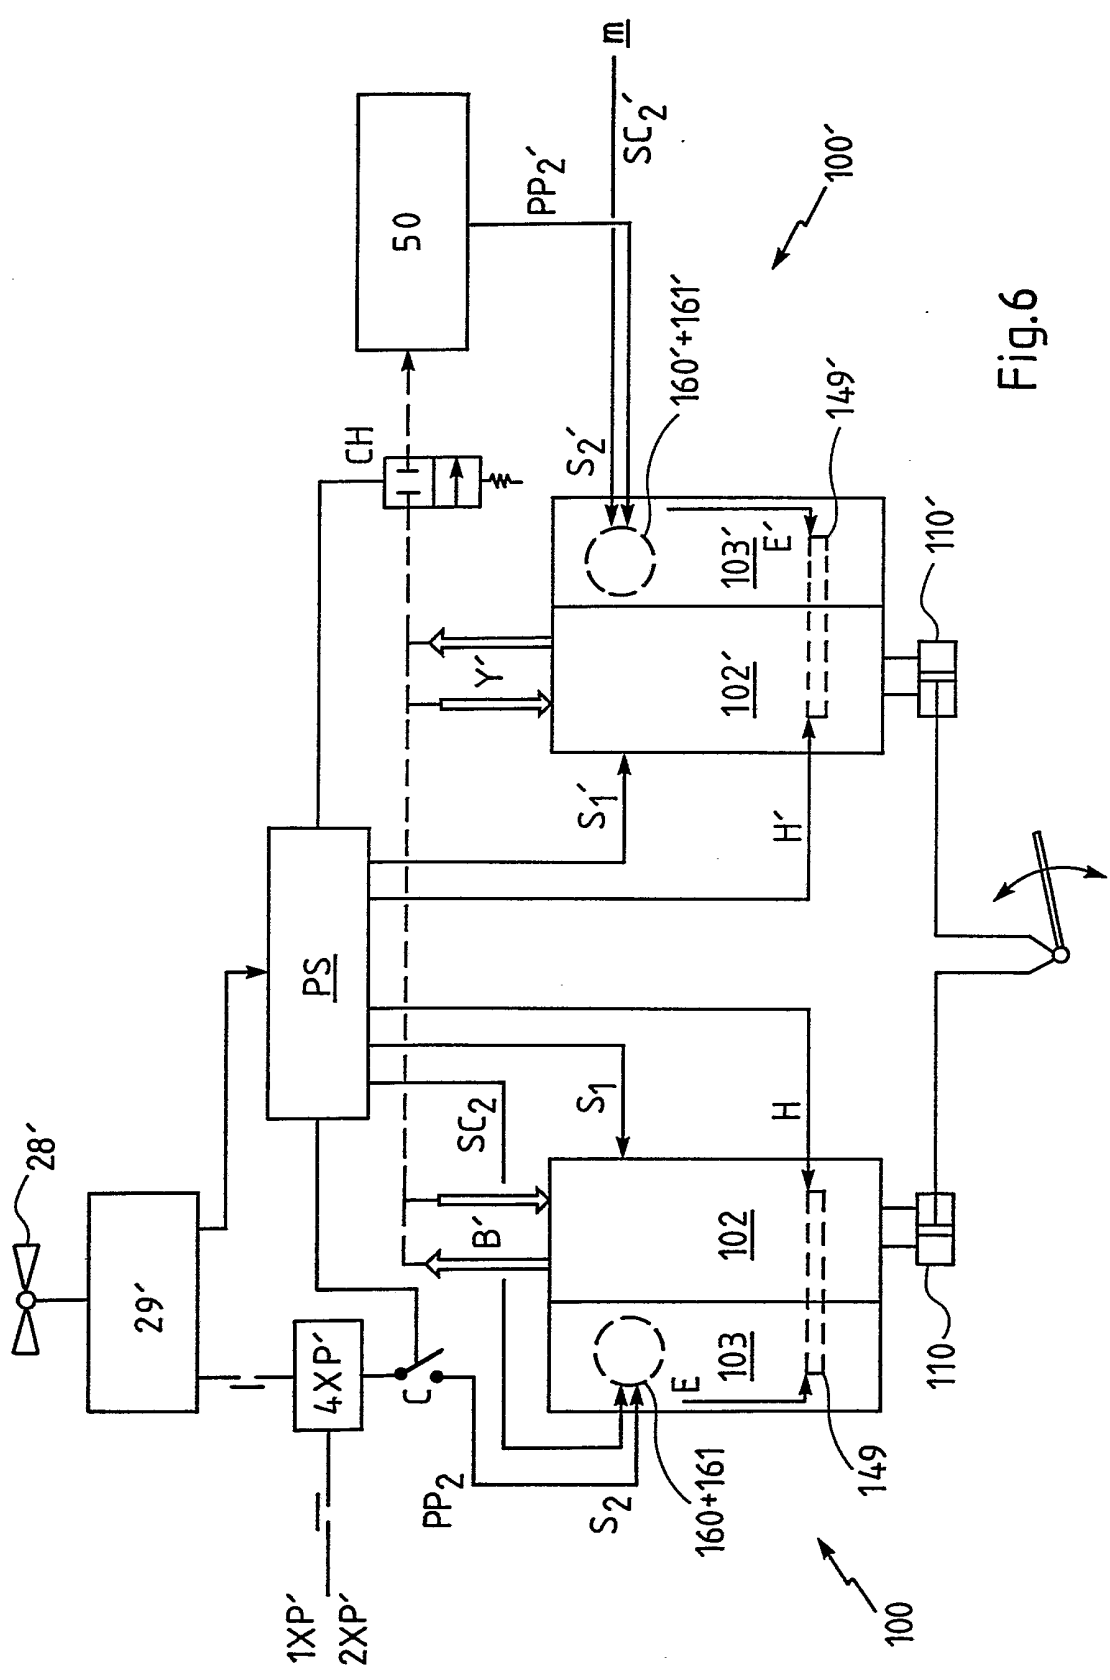 28′
29′
4XP′
1XP′
2XP′
C
PS
CH
50
PP2′
SC2′
m
PP2
S2
SC2
B′
S1
H
E
103
102
160+161
149
110
100
S1′
H′
Y′
S2′
102′
103′
E′
160′+161′
149′
110′
100′
Fig.6